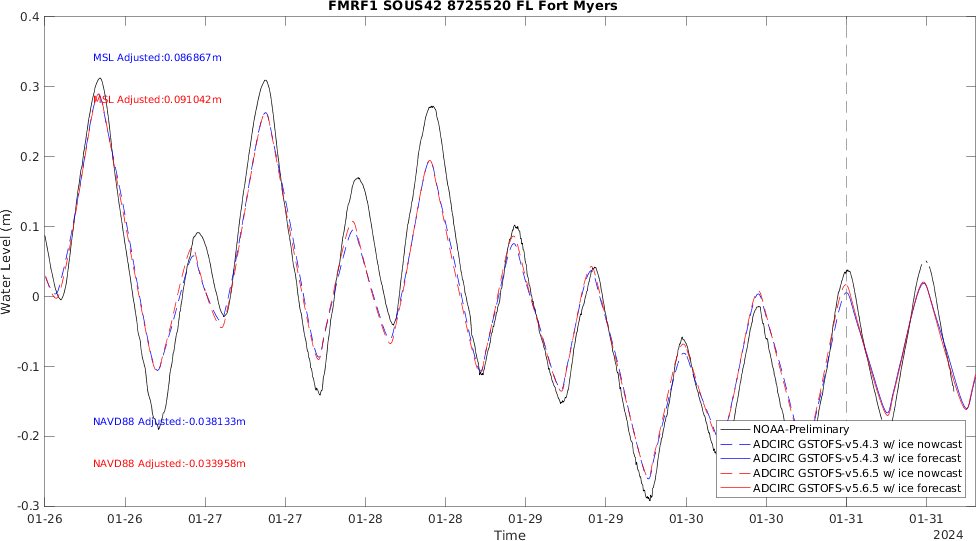 FMRF1 SOUS42 8725520 FL Fort Myers
0.4
MSL Adjusted:0.086867m
0.3
MSL Adjusted:0.091042m
0.2
0.1
Water Level (m)
0
-0.1
NAVD88 Adjusted:-0.038133m
-0.2
NAVD88 Adjusted:-0.033958m
-0.3
NOAA-Preliminary
ADCIRC GSTOFS-v5.4.3 w/ ice nowcast
ADCIRC GSTOFS-v5.4.3 w/ ice forecast
ADCIRC GSTOFS-v5.6.5 w/ ice nowcast
ADCIRC GSTOFS-v5.6.5 w/ ice forecast
01-26 01-26 01-27 01-27 01-28 01-28 01-29 01-29 01-30 01-30 01-31 01-31
2024
Time